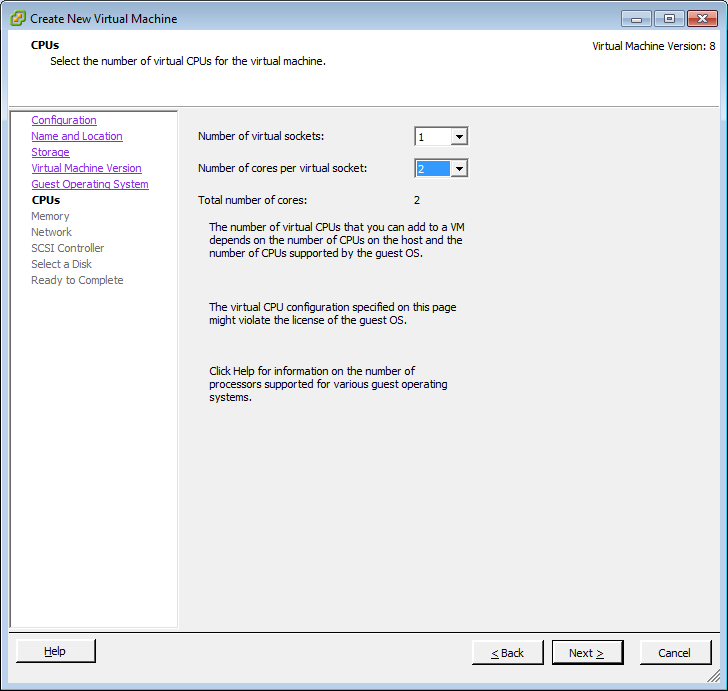 Create New Virtual Machine
CPUs
Select the number of virtual CPUs for the virtual machine.
Virtual Machine Version: 8
Configuration
Name and Location
Storage
Virtual Machine Version
Guest Operating System
CPUs
Memory
Network
SCSI Controller
Select a Disk
Ready to Complete
Number of virtual sockets: 1
Number of cores per virtual socket: 2
Total number of cores: 2
The number of virtual CPUs that you can add to a VM
depends on the number of CPUs on the host and the
number of CPUs supported by the guest OS.
The virtual CPU configuration specified on this page
might violate the license of the guest OS.
Click Help for information on the number of
processors supported for various guest operating
systems.
Help
< Back
Next >
Cancel